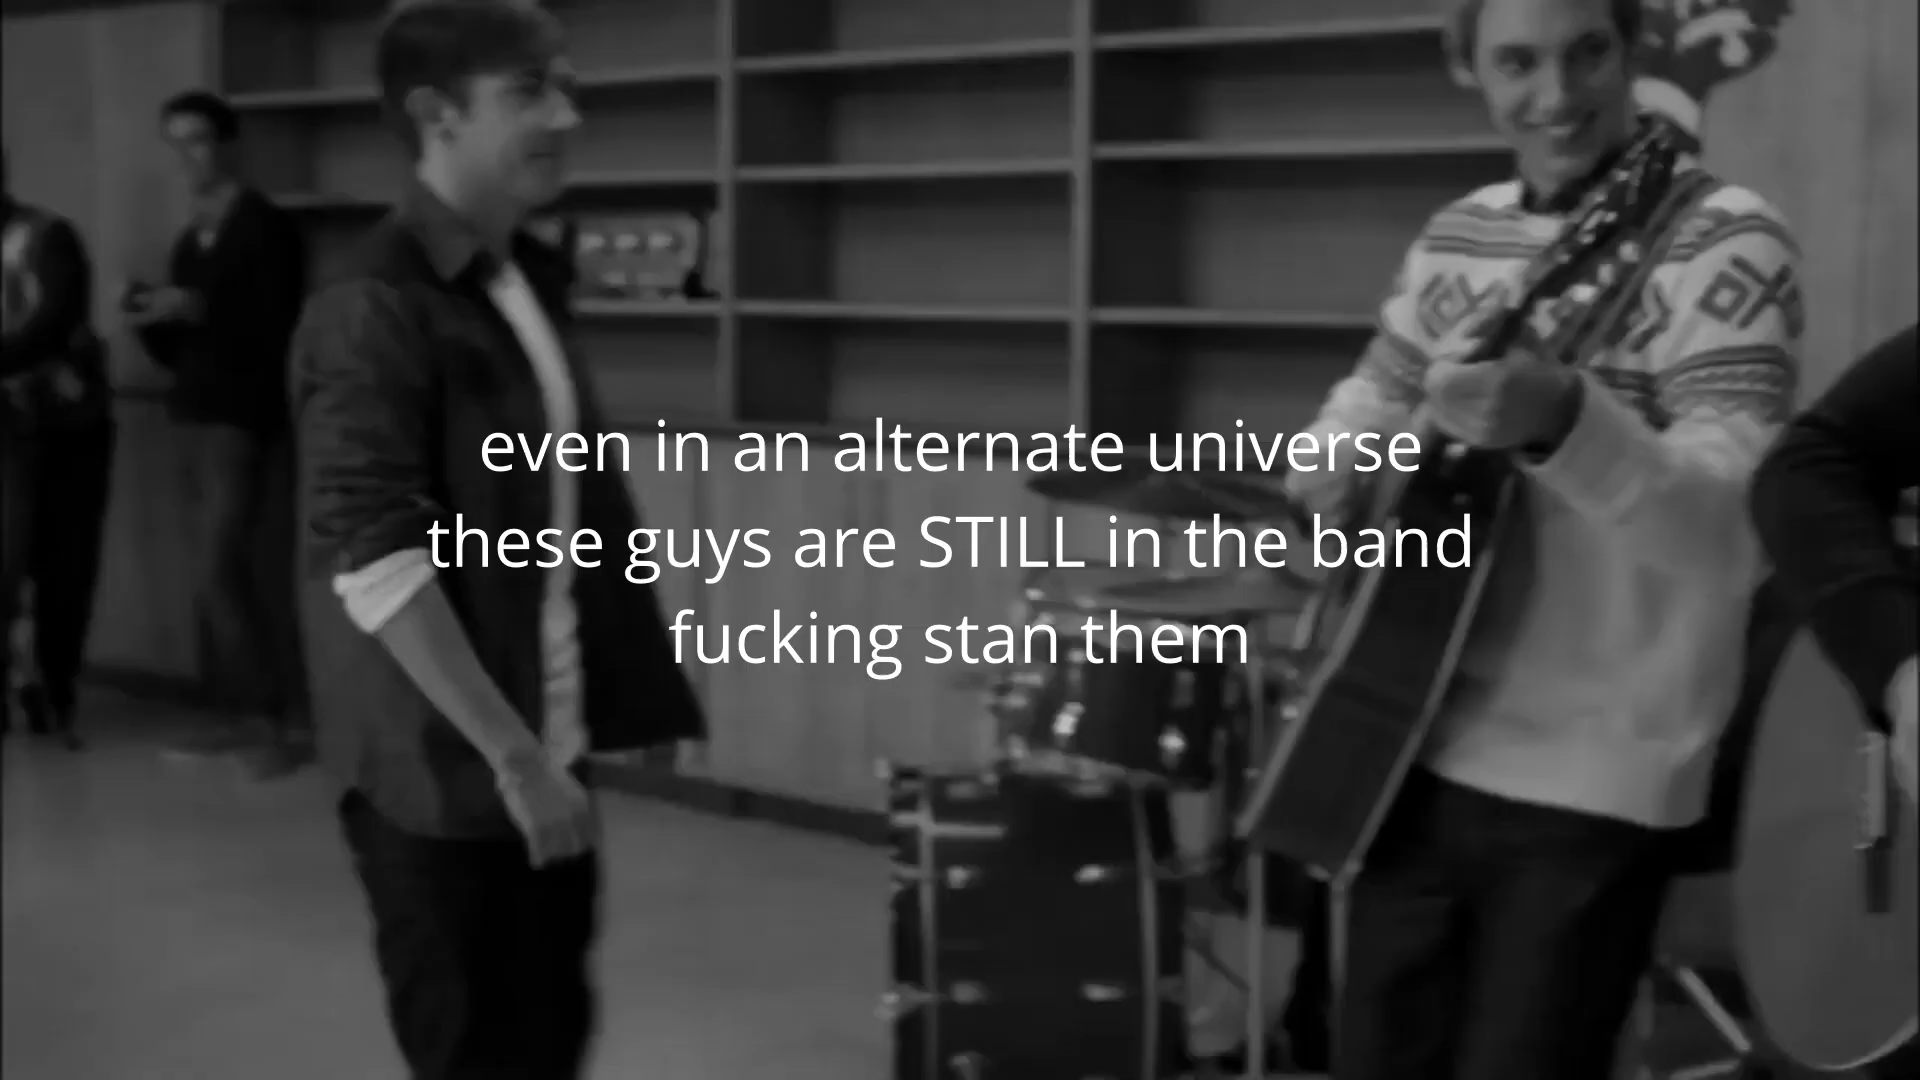 even in an alternate universe
these guys are STILL in the band
fucking stan them